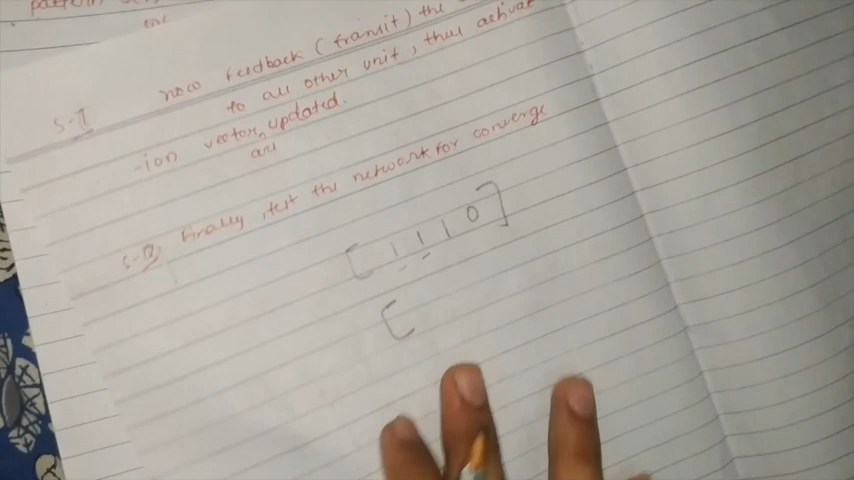 S-7 now feedback (transit) the
to all other unit, thus activat
-ion vector, updated.
are
S-8 Finally, test the network for converge
[ 1 1 1 0 ]
[